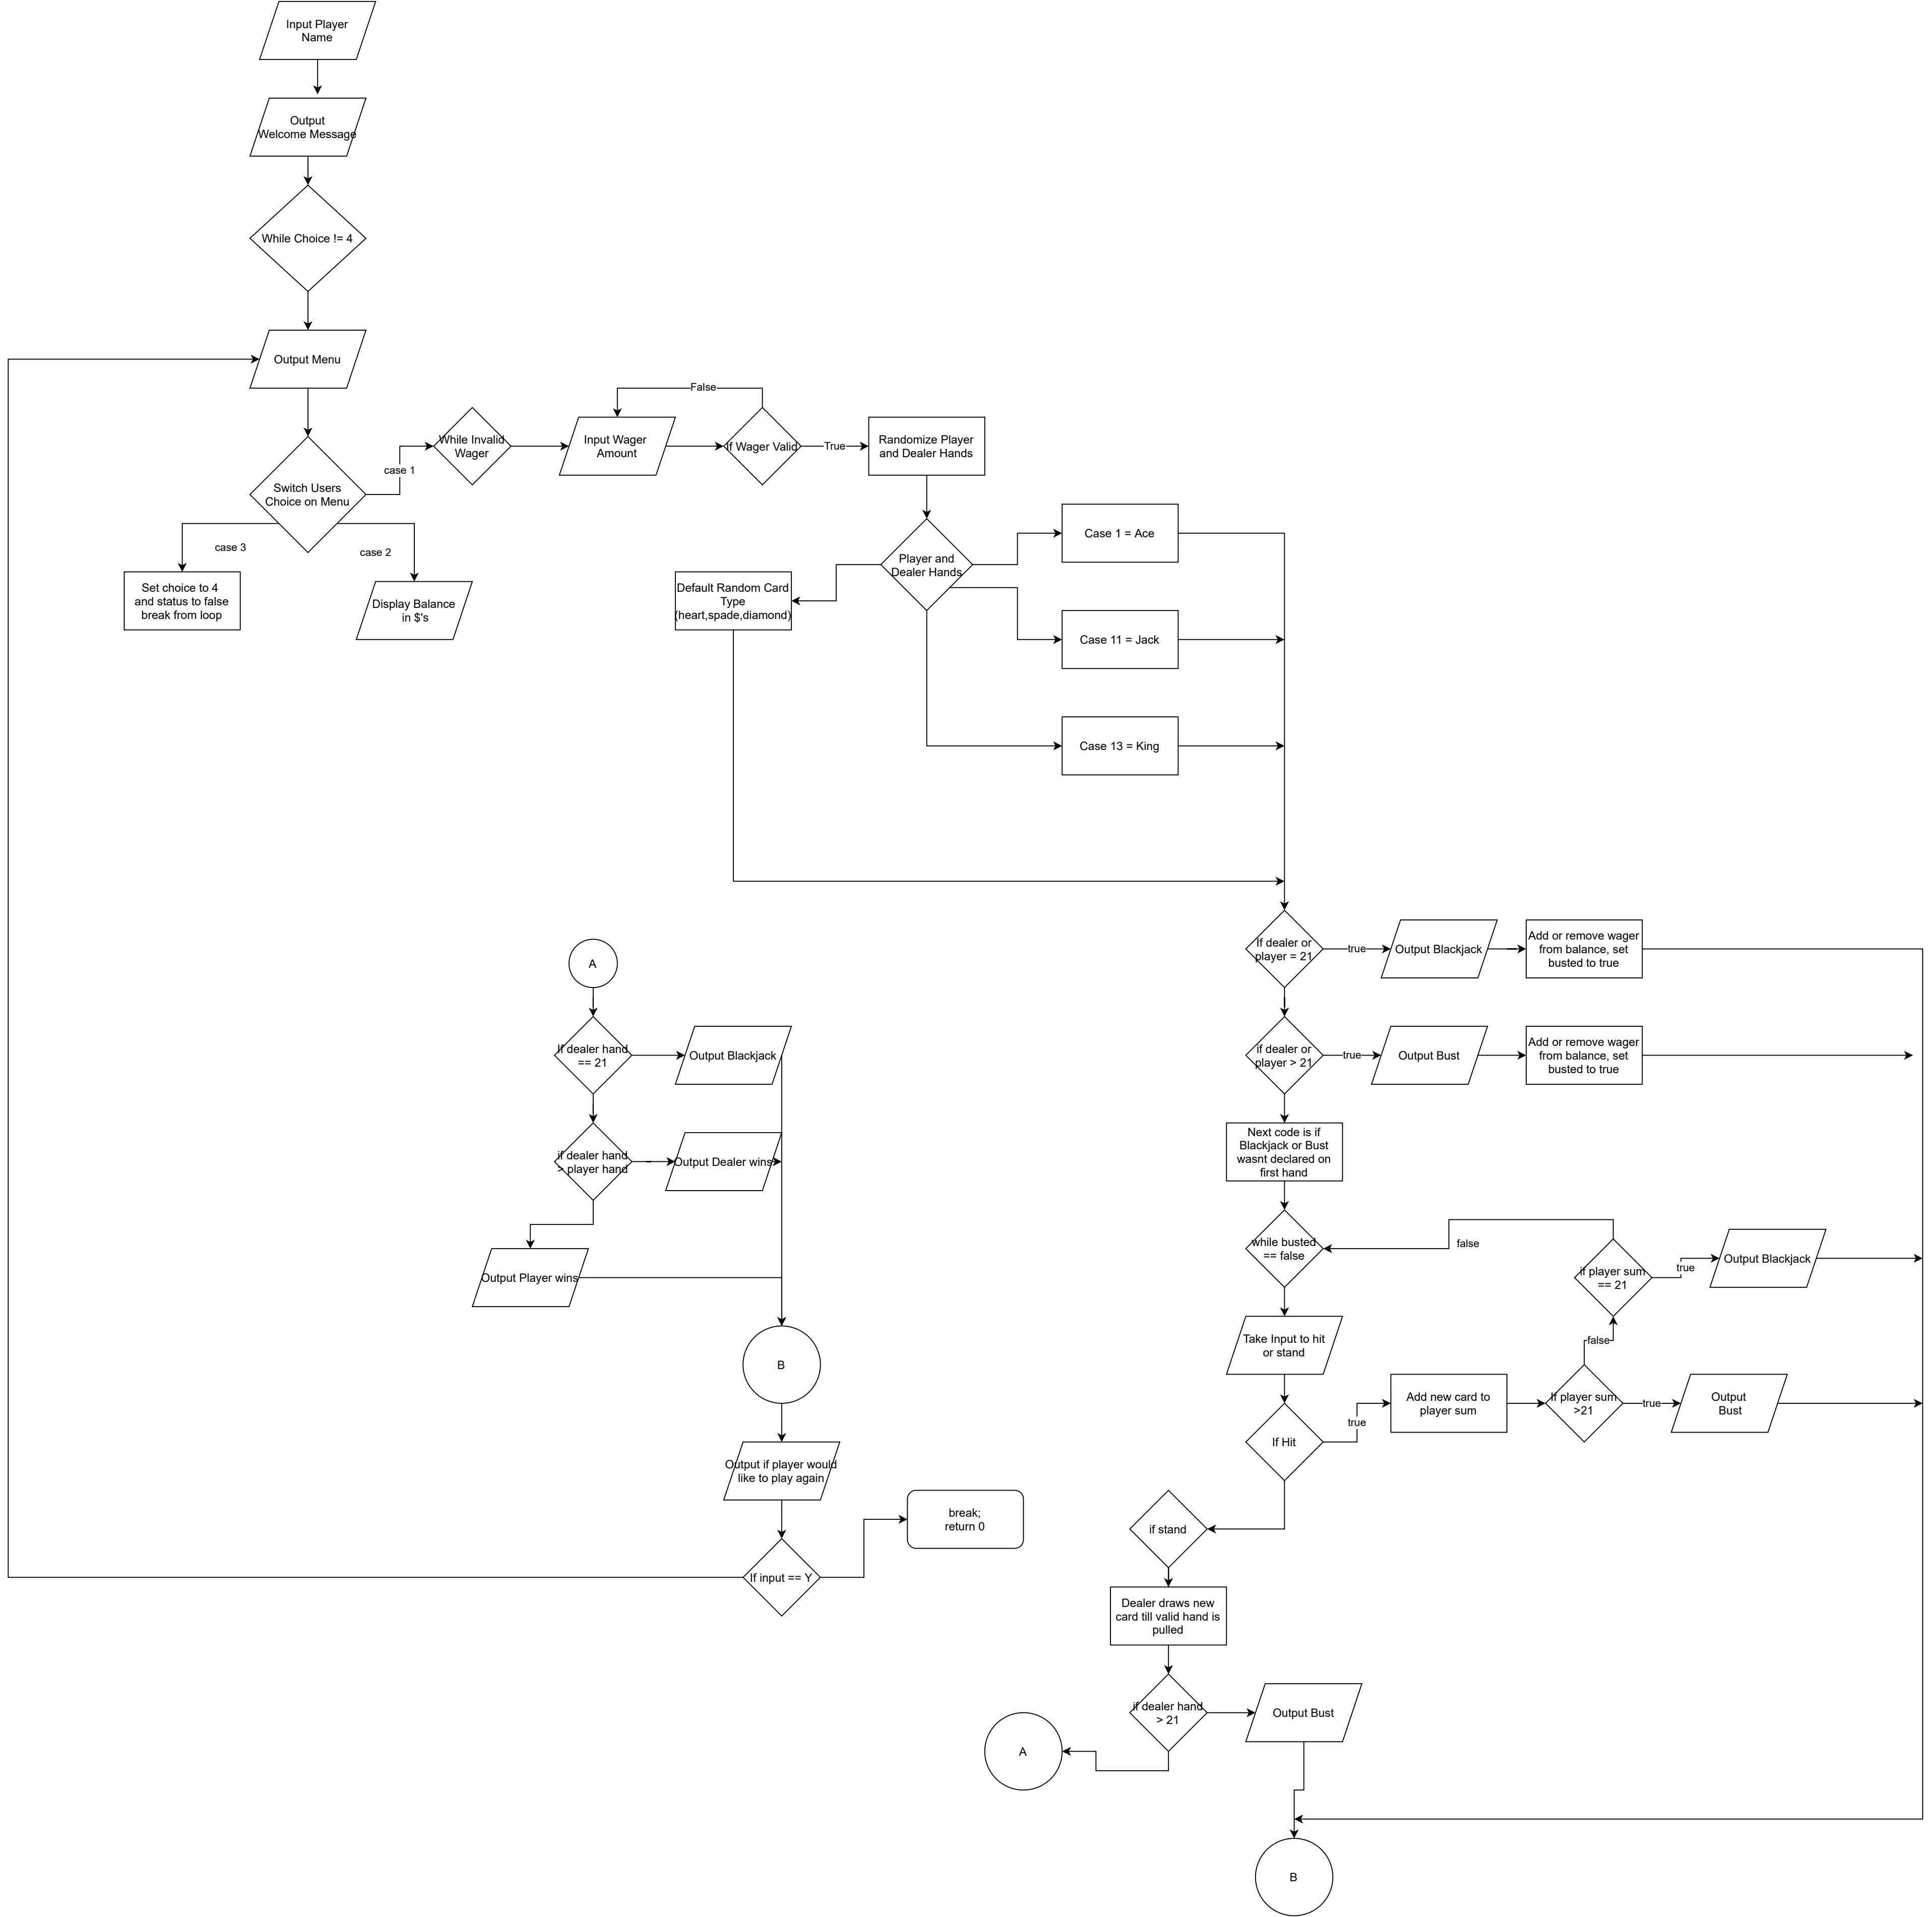 Input Player
Name
Output
Welcome Message
While Choice != 4
Output Menu
Switch Users
Choice on Menu
case 1
case 3
case 2
Set choice to 4
and status to false
break from loop
Display Balance
in $'s
While Invalid
Wager
Input Wager
Amount
False
If Wager Valid
True
Randomize Player
and Dealer Hands
Player and
Dealer Hands
Default Random Card
Type
(heart,spade,diamond)
Case 1 = Ace
Case 11 = Jack
Case 13 = King
If dealer or
player = 21
true
Output Blackjack
Add or remove wager
from balance, set
busted to true
if dealer or
player > 21
true
Output Bust
Add or remove wager
from balance, set
busted to true
Next code is if
Blackjack or Bust
wasnt declared on
first hand
while busted
== false
false
if player sum
== 21
true
Output Blackjack
Take Input to hit
or stand
false
If Hit
true
Add new card to
player sum
If player sum
>21
true
Output
Bust
if stand
Dealer draws new
card till valid hand is
pulled
if dealer hand
> 21
Output Bust
A
B
A
If dealer hand
== 21
Output Blackjack
if dealer hand
> player hand
Output Dealer wins
Output Player wins
B
Output if player would
like to play again
If input == Y
break;
return 0